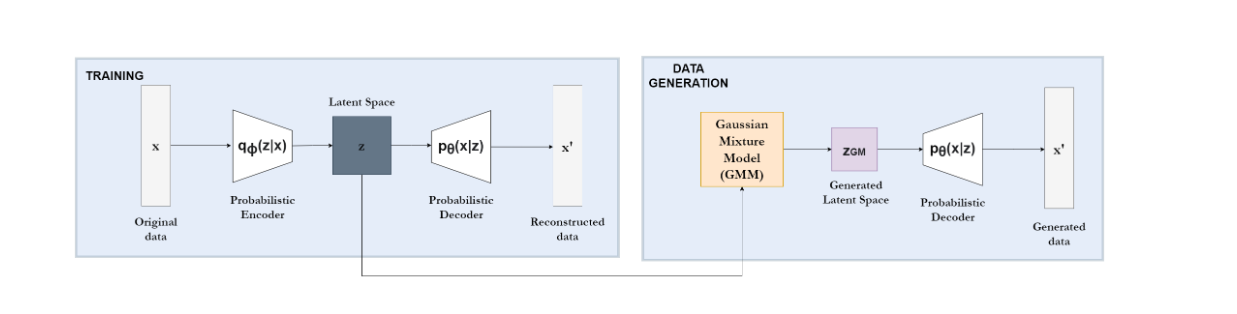 TRAINING
x
Original
data
qϕ(z|x)
Probabilistic
Encoder
Latent Space
z
pθ(x|z)
Probabilistic
Decoder
x'
Reconstructed
data
DATA
GENERATION
Gaussian
Mixture
Model
(GMM)
zGM
Generated
Latent Space
pθ(x|z)
Probabilistic
Decoder
x'
Generated
data